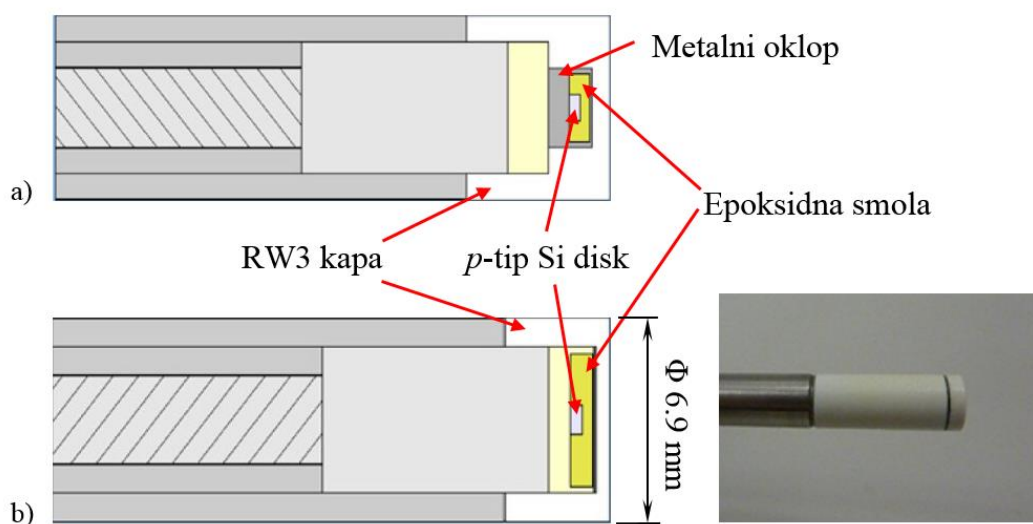 Metalni oklop
a)
Epoksidna smola
RW3 kapa
p-tip Si disk
Φ 6.9 mm
b)